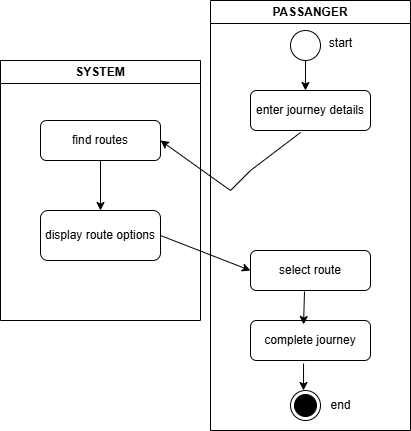 PASSANGER
start
SYSTEM
enter journey details
find routes
display route options
select route
complete journey
end